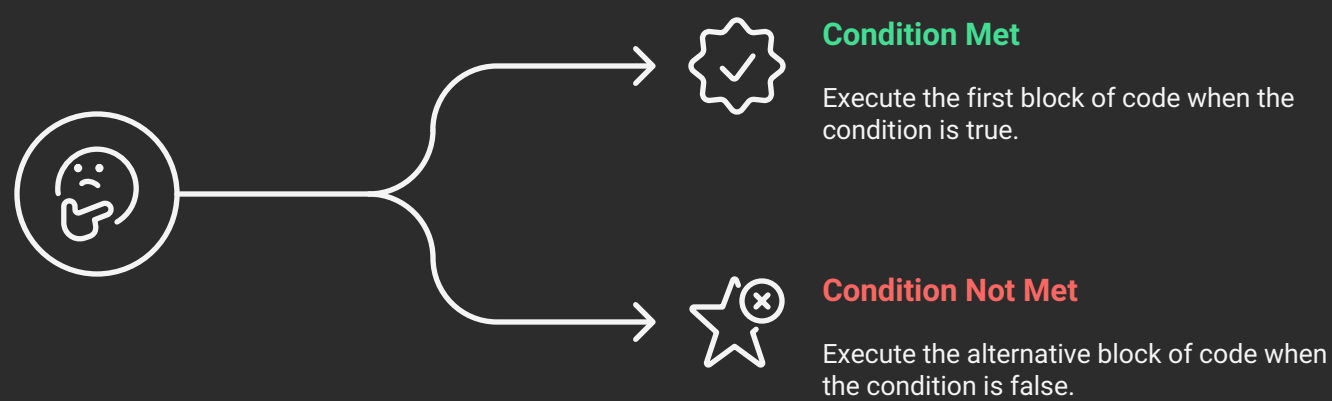 Condition Met
Execute the first block of code when the
condition is true.
Condition Not Met
Execute the alternative block of code when
the condition is false.